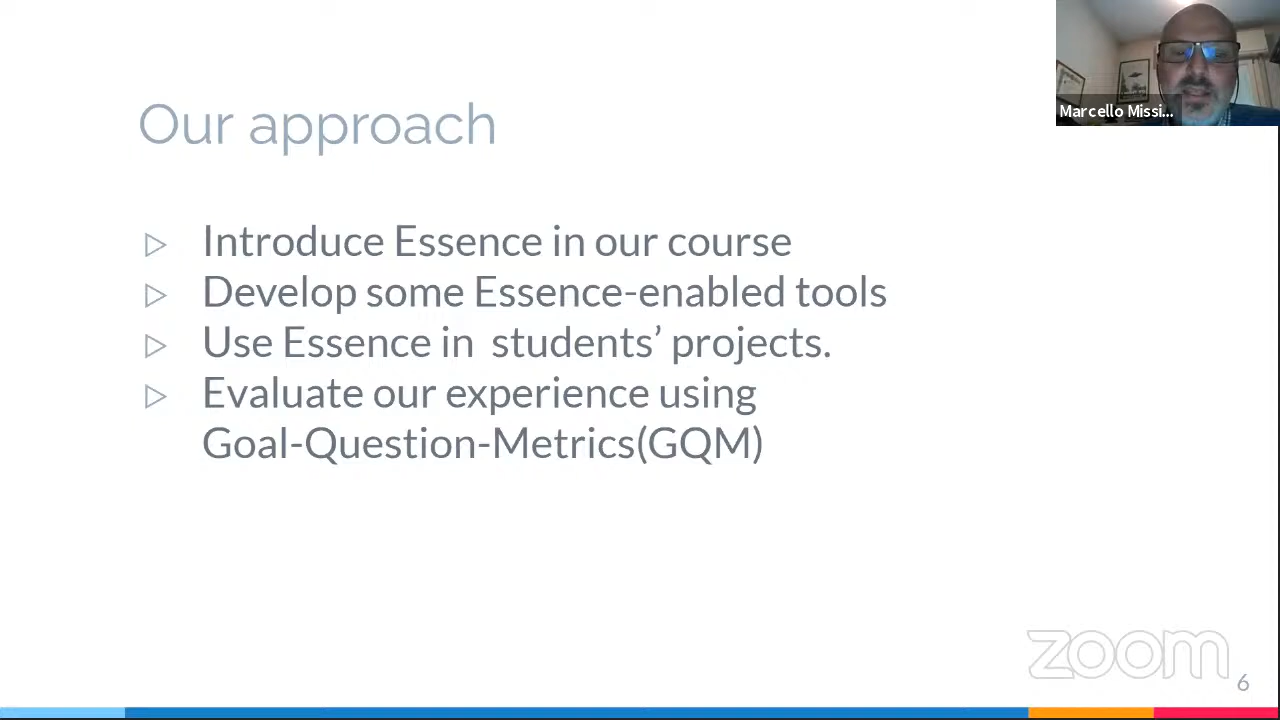 Marcello Missi...
Our approach
Introduce Essence in our course
Develop some Essence-enabled tools
Use Essence in  students’ projects.
Evaluate our experience using
Goal-Question-Metrics(GQM)
zoom
6